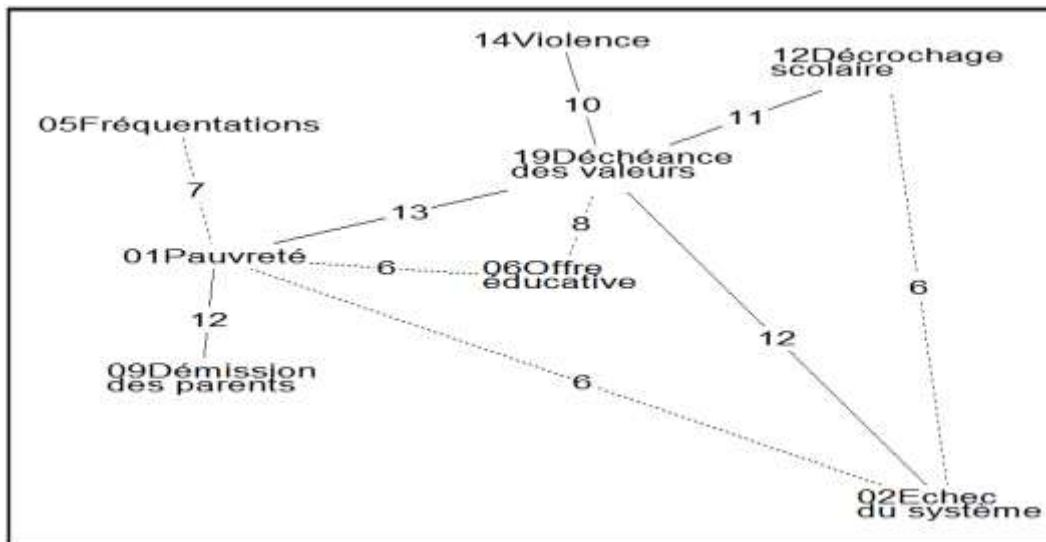 14Violence
12Décrochage
scolaire
10
05Fréquentations
11
19Déchéance
des valeurs
7
13
8
01Pauvreté
6
06Offre
educative
6
12
12
09Démission
des parents
6
02Echec
du système